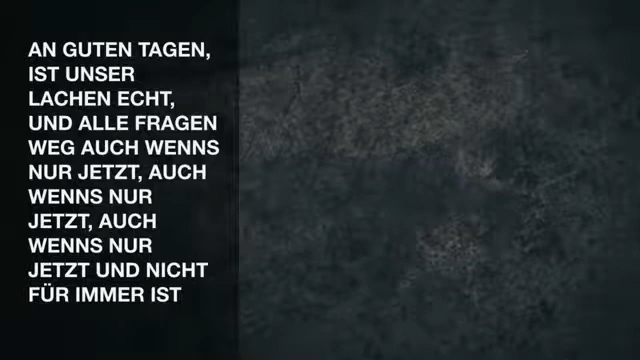 AN GUTEN TAGEN,
IST UNSER
LACHEN ECHT,
UND ALLE FRAGEN
WEG AUCH WENNS
NUR JETZT, AUCH
WENNS NUR
JETZT, AUCH
WENNS NUR
JETZT UND NICHT
FÜR IMMER IST